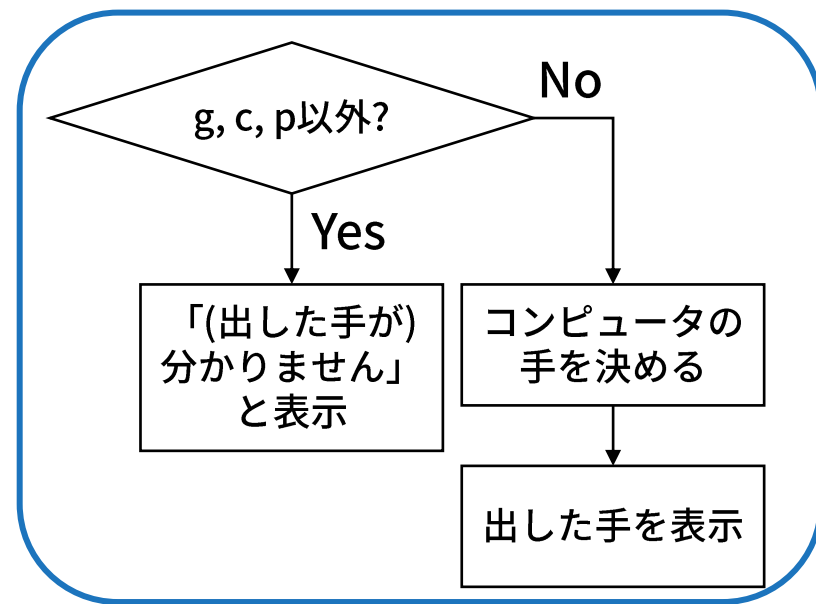 g, c, p以外?
No
Yes
「(出した手が)
分かりません」
と表示
コンピュータの
手を決める
出した手を表示